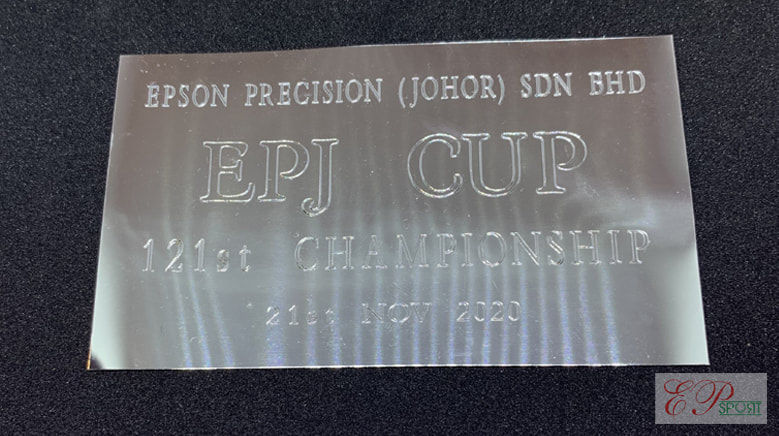 EPSON PRECISION (JOHOR) SDN BHD
EPJ CUP
121st CHAMPIONSHIP
21st NOV 2020
EP SPORT